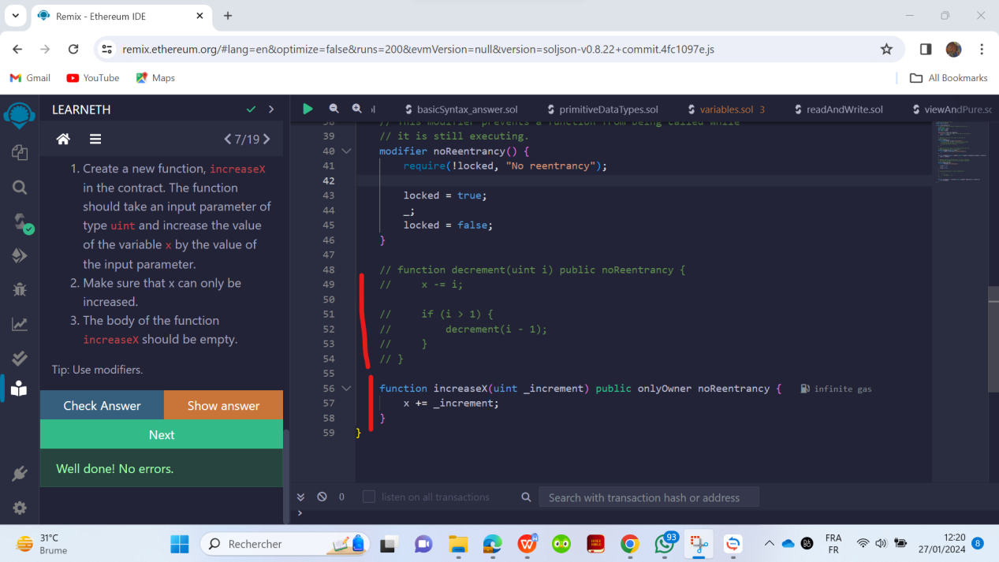 Remix - Ethereum IDE
remix.ethereum.org/#lang=en&optimize=false&runs=200&evmVersion=null&version=soljson-v0.8.22+commit.4fc1097e.js
Gmail YouTube Maps All Bookmarks
LEARNETH
7/19
1. Create a new function, increaseX
in the contract. The function
should take an input parameter of
type uint and increase the value
of the variable x by the value of
the input parameter.
2. Make sure that x can only be
increased.
3. The body of the function
increaseX should be empty.
Tip: Use modifiers.
Check Answer Show answer
Next
Well done! No errors.
basicSyntax_answer.sol primitiveDataTypes.sol variables.sol 3 readAndWrite.sol viewAndPure.sc
38 // This modifier prevents a function from being called while
39 // it is still executing.
40 modifier noReentrancy() {
41 require(!locked, "No reentrancy");
42
43 locked = true;
44 _;
45 locked = false;
46 }
47
48 // function decrement(uint i) public noReentrancy {
49 // x -= i;
50
51 // if (i > 1) {
52 // decrement(i - 1);
53 // }
54 // }
55
56 function increaseX(uint _increment) public onlyOwner noReentrancy { infinite gas
57 x += _increment;
58 }
59 }
0 listen on all transactions Search with transaction hash or address
>
31°C
Brume
Rechercher
93
FRA
FR
12:20
27/01/2024
8